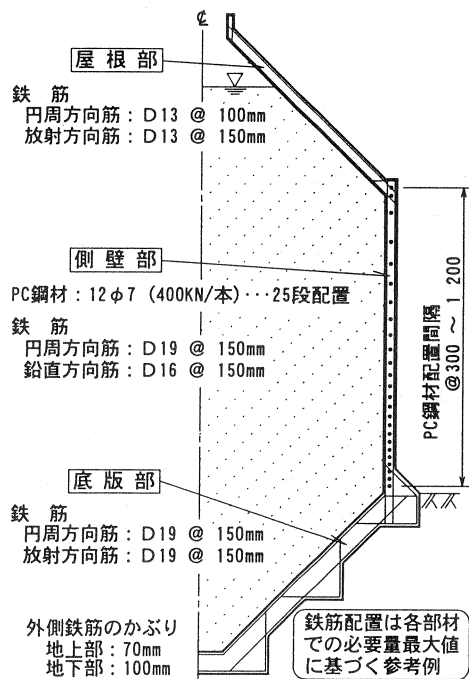 ℄
屋根部
鉄 筋
円周方向筋：D13 @ 100mm
放射方向筋：D13 @ 150mm
側壁部
PC鋼材：12φ7 (400KN/本)･･･25段配置
鉄 筋
円周方向筋：D19 @ 150mm
鉛直方向筋：D16 @ 150mm
PC鋼材配置間隔
@300 ～ 1 200
底版部
鉄 筋
円周方向筋：D19 @ 150mm
放射方向筋：D19 @ 150mm
外側鉄筋のかぶり
地上部：70mm
地下部：100mm
鉄筋配置は各部材
での必要量最大値
に基づく参考例